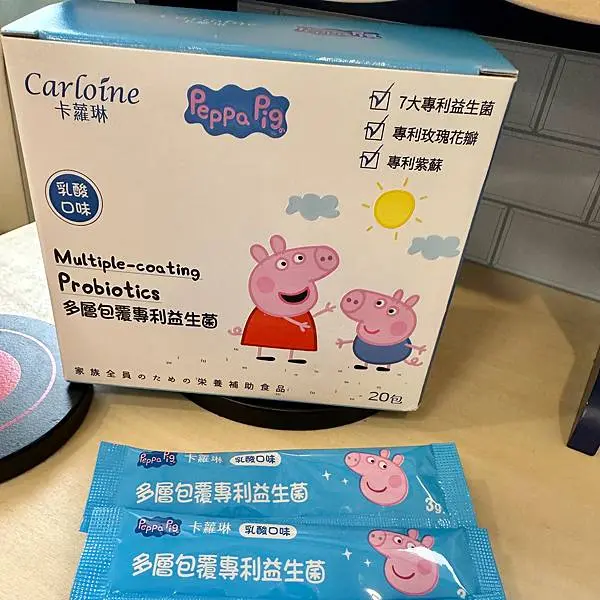 Carloine
卡蘿琳
Peppa Pig
7大專利益生菌
專利玫瑰花瓣
專利紫蘇
乳酸
口味
Multiple-coating
Probiotics
多層包覆專利益生菌
家族全員のための栄養補助食品
20包
Peppa Pig 卡蘿琳 乳酸口味
多層包覆專利益生菌
3g
Peppa Pig 卡蘿琳 乳酸口味
多層包覆專利益生菌